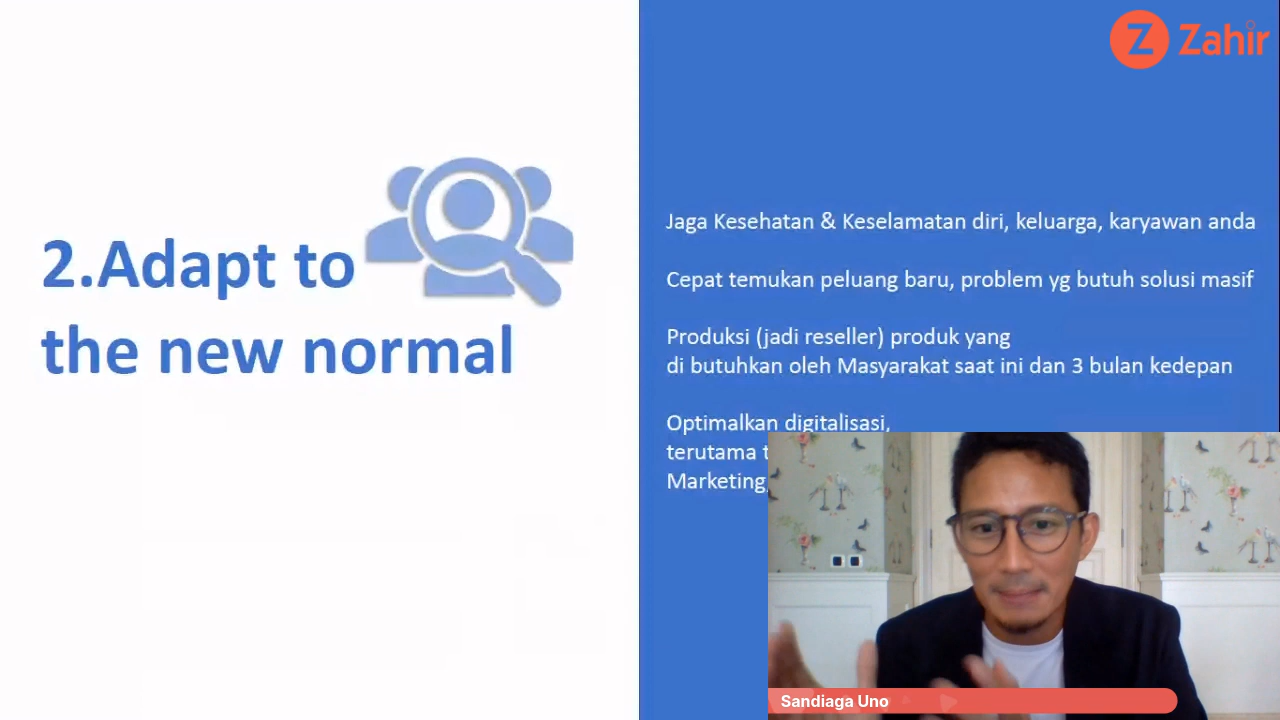 Zahir
2.Adapt to
the new normal
Jaga Kesehatan & Keselamatan diri, keluarga, karyawan anda
Cepat temukan peluang baru, problem yg butuh solusi masif
Produksi (jadi reseller) produk yang
di butuhkan oleh Masyarakat saat ini dan 3 bulan kedepan
Optimalkan digitalisasi,
terutama
Marketing,
Sandiaga Uno